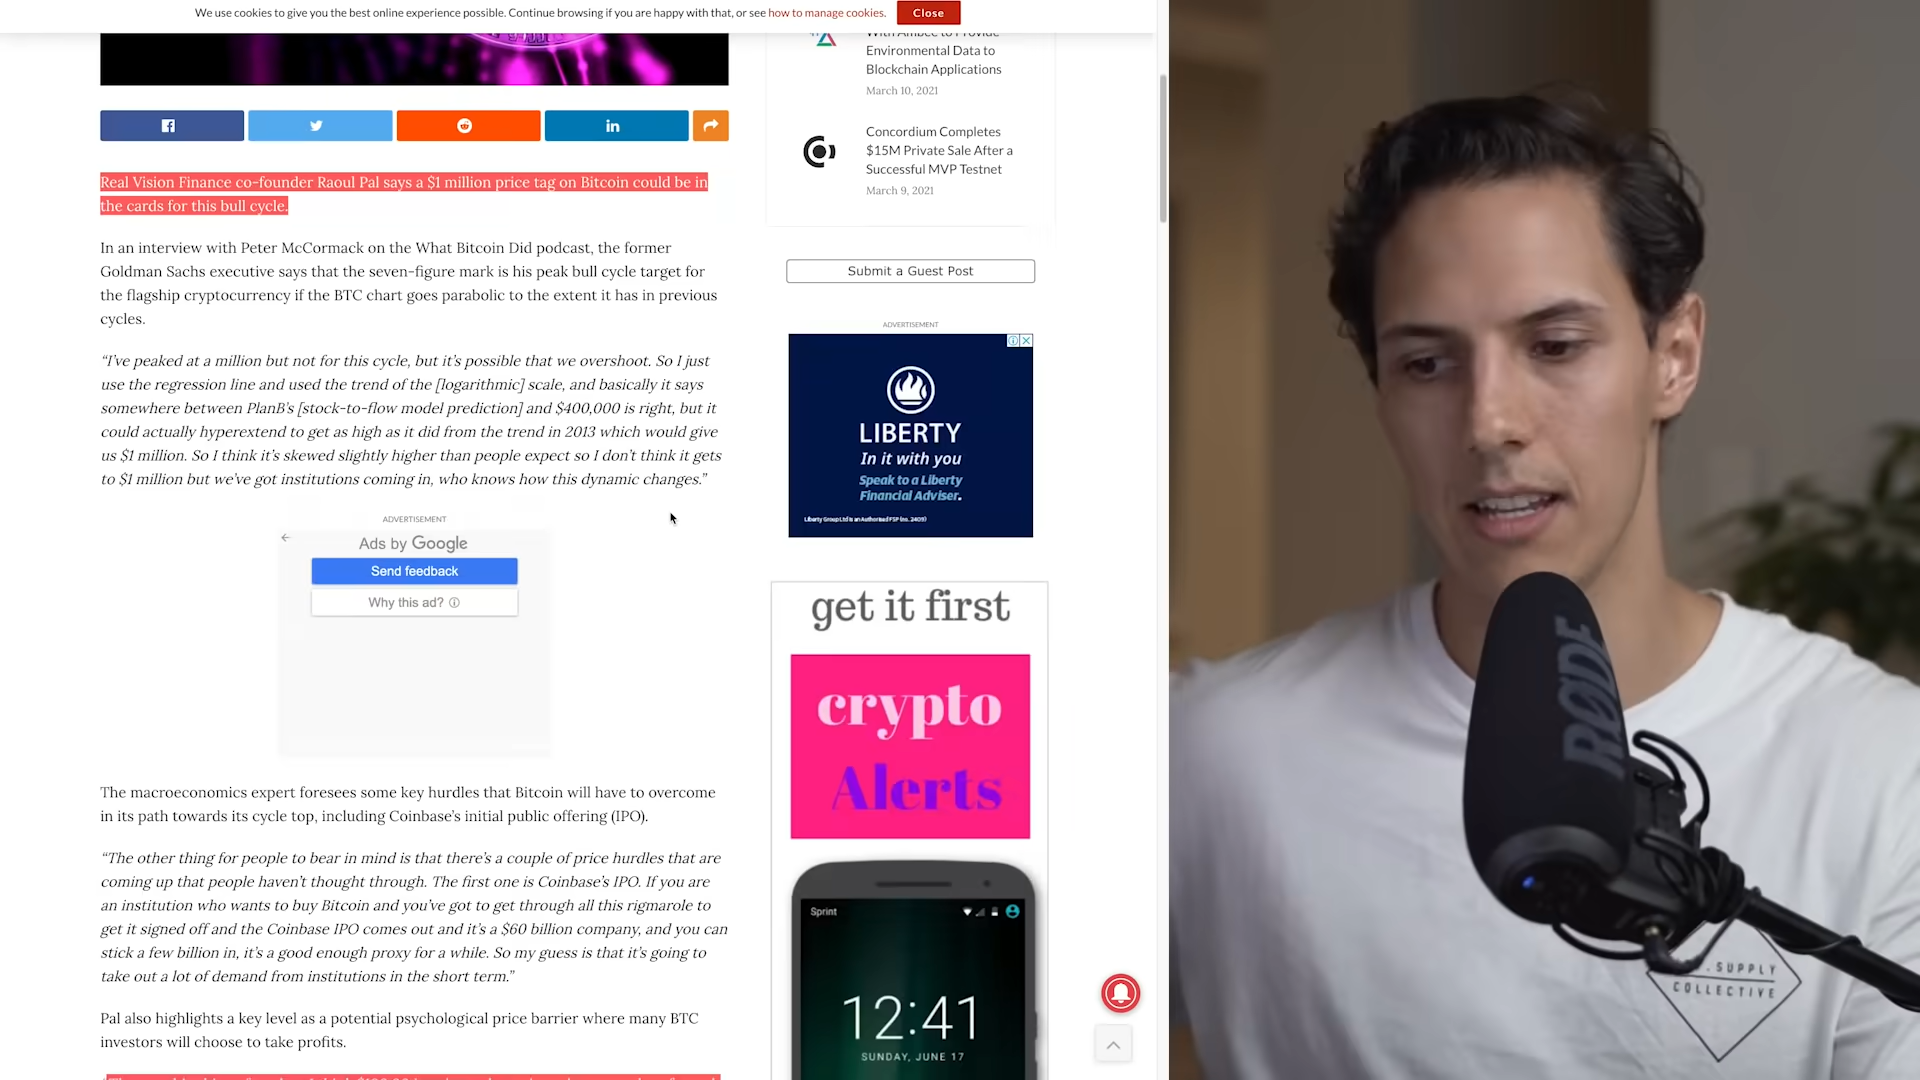 We use cookies to give you the best online experience possible. Continue browsing if you are happy with that, or see how to manage cookies.
Close
Real Vision Finance co-founder Raoul Pal says a $1 million price tag on Bitcoin could be in
the cards for this bull cycle.
In an interview with Peter McCormack on the What Bitcoin Did podcast, the former
Goldman Sachs executive says that the seven-figure mark is his peak bull cycle target for
the flagship cryptocurrency if the BTC chart goes parabolic to the extent it has in previous
cycles.
“I’ve peaked at a million but not for this cycle, but it’s possible that we overshoot. So I just
use the regression line and used the trend of the [logarithmic] scale, and basically it says
somewhere between PlanB’s [stock-to-flow model prediction] and $400,000 is right, but it
could actually hyperextend to get as high as it did from the trend in 2013 which would give
us $1 million. So I think it’s skewed slightly higher than people expect so I don’t think it gets
to $1 million but we’ve got institutions coming in, who knows how this dynamic changes.”
ADVERTISEMENT
Ads by Google
Send feedback
Why this ad?
The macroeconomics expert foresees some key hurdles that Bitcoin will have to overcome
in its path towards its cycle top, including Coinbase’s initial public offering (IPO).
“The other thing for people to bear in mind is that there’s a couple of price hurdles that are
coming up that people haven’t thought through. The first one is Coinbase’s IPO. If you are
an institution who wants to buy Bitcoin and you’ve got to get through all this rigmarole to
get it signed off and the Coinbase IPO comes out and it’s a $60 billion company, and you can
stick a few billion in, it’s a good enough proxy for a while. So my guess is that it’s going to
take out a lot of demand from institutions in the short term.”
Pal also highlights a key level as a potential psychological price barrier where many BTC
investors will choose to take profits.
With Ambee to Provide
Environmental Data to
Blockchain Applications
March 10, 2021
Concordium Completes
$15M Private Sale After a
Successful MVP Testnet
March 9, 2021
Submit a Guest Post
ADVERTISEMENT
LIBERTY
In it with you
Speak to a Liberty
Financial Adviser.
Liberty Group Ltd is an Authorised FSP (no. 2409)
get it first
crypto
Alerts
Sprint
12:41
SUNDAY, JUNE 17
RØDE
.SUPPLY
COLLECTIVE